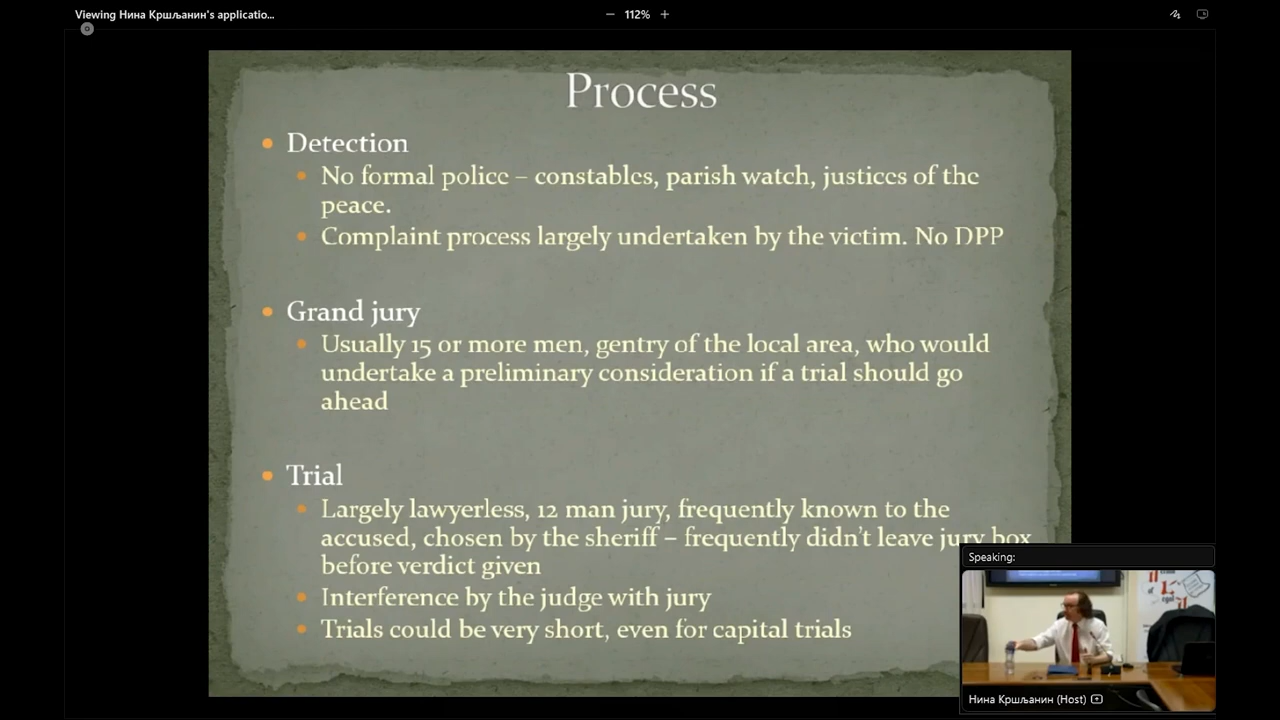 Viewing Нина Кршљанин's applicatio...
112%
Process
Detection
No formal police – constables, parish watch, justices of the
peace.
Complaint process largely undertaken by the victim. No DPP
Grand jury
Usually 15 or more men, gentry of the local area, who would
undertake a preliminary consideration if a trial should go
ahead
Trial
Largely lawyerless, 12 man jury, frequently known to the
accused, chosen by the sheriff – frequently didn't leave jury box
before verdict given
Interference by the judge with jury
Trials could be very short, even for capital trials
Speaking:
Нина Кршљанин (Host)